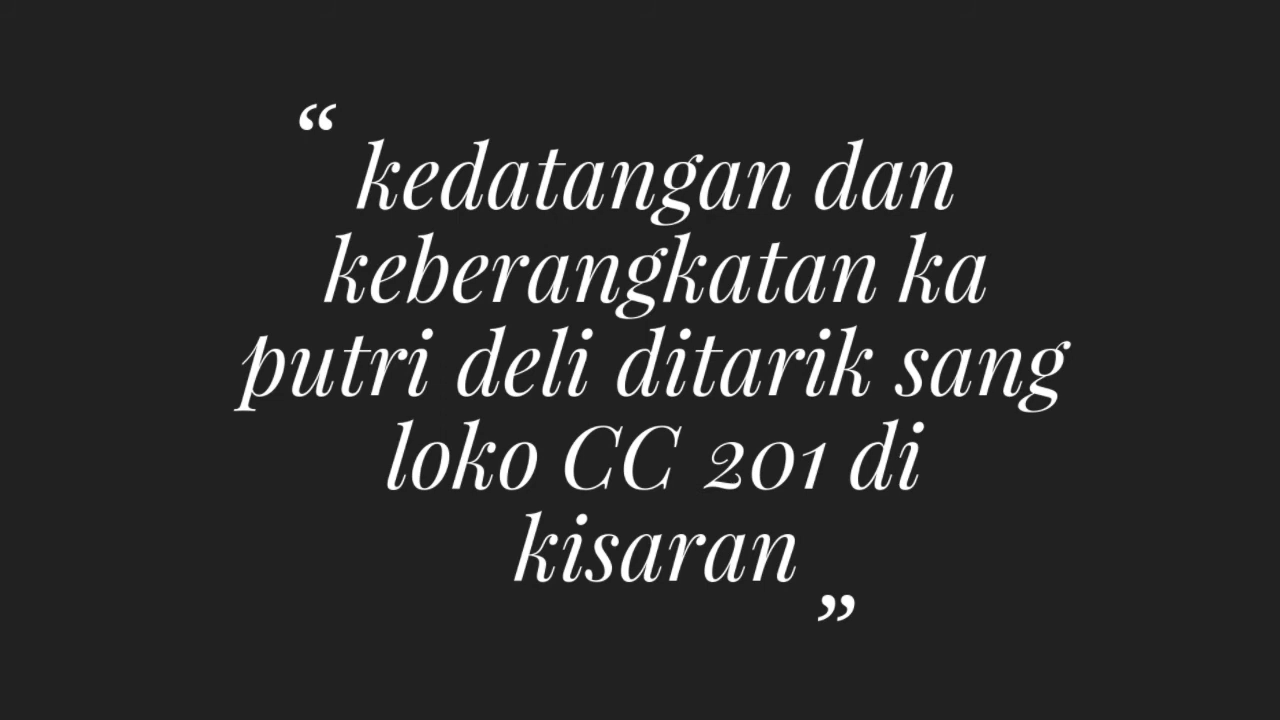 “ kedatangan dan
keberangkatan ka
putri deli ditarik sang
loko CC 201 di
kisaran ”